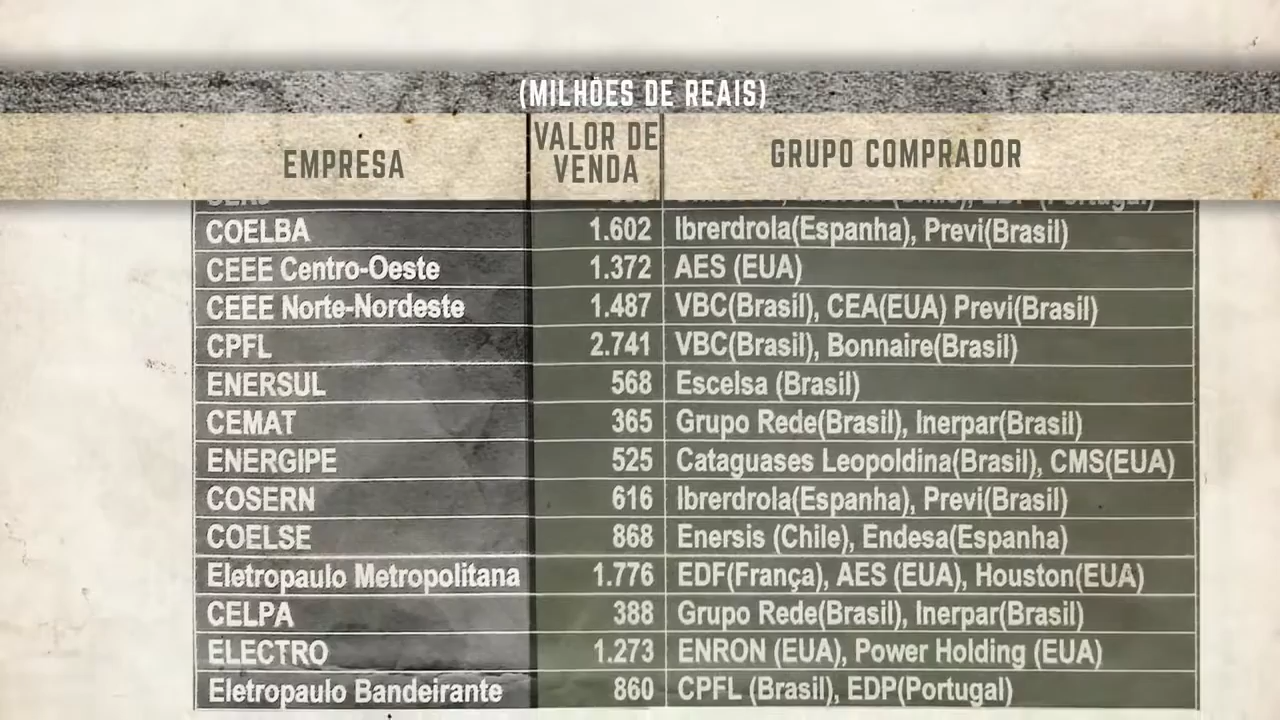 (MILHÕES DE REAIS)
EMPRESA VALOR DE VENDA GRUPO COMPRADOR
COELBA 1.602 Ibrerdrola(Espanha), Previ(Brasil)
CEEE Centro-Oeste 1.372 AES (EUA)
CEEE Norte-Nordeste 1.487 VBC(Brasil), CEA(EUA) Previ(Brasil)
CPFL 2.741 VBC(Brasil), Bonnaire(Brasil)
ENERSUL 568 Escelsa (Brasil)
CEMAT 365 Grupo Rede(Brasil), Inerpar(Brasil)
ENERGIPE 525 Cataguases Leopoldina(Brasil), CMS(EUA)
COSERN 616 Ibrerdrola(Espanha), Previ(Brasil)
COELSE 868 Enersis (Chile), Endesa(Espanha)
Eletropaulo Metropolitana 1.776 EDF(França), AES (EUA), Houston(EUA)
CELPA 388 Grupo Rede(Brasil), Inerpar(Brasil)
ELECTRO 1.273 ENRON (EUA), Power Holding (EUA)
Eletropaulo Bandeirante 860 CPFL (Brasil), EDP(Portugal)